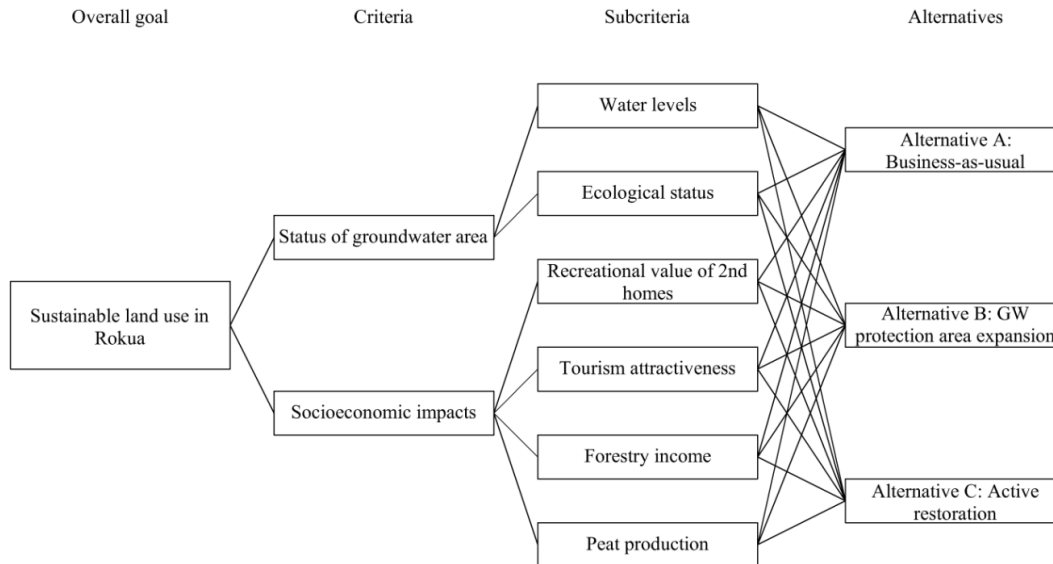 Overall goal
Criteria
Subcriteria
Alternatives
Sustainable land use in
Rokua
Status of groundwater area
Socioeconomic impacts
Water levels
Ecological status
Recreational value of 2nd
homes
Tourism attractiveness
Forestry income
Peat production
Alternative A:
Business-as-usual
Alternative B: GW
protection area expansion
Alternative C: Active
restoration